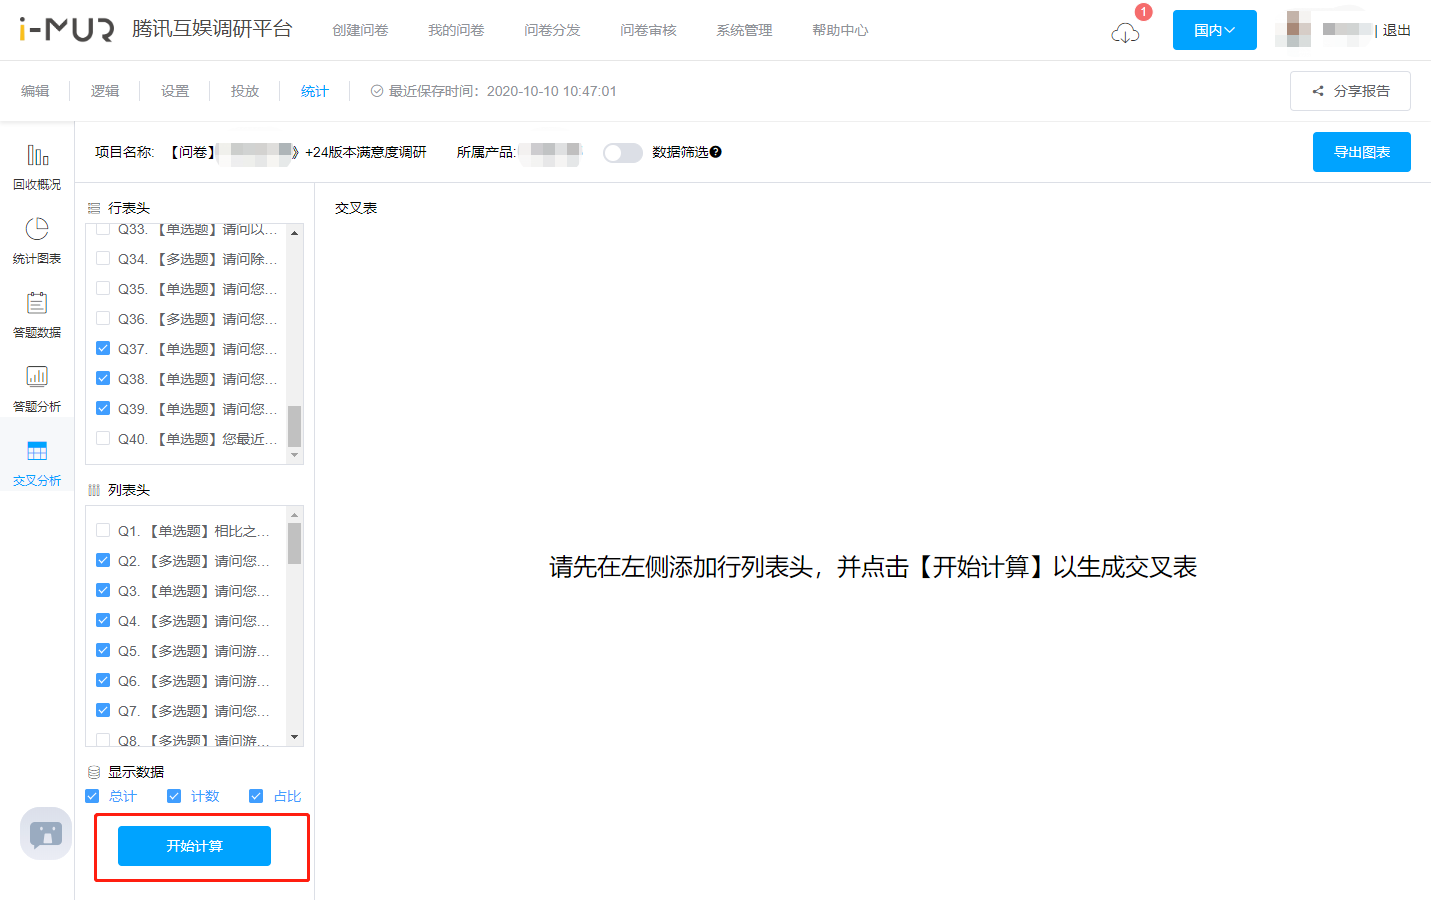 i-MUR 腾讯互娱调研平台 创建问卷 我的问卷 问卷分发 问卷审核 系统管理 帮助中心 1 国内 | 退出
编辑 逻辑 设置 投放 统计 最近保存时间：2020-10-10 10:47:01 分享报告
项目名称: 【问卷】 》+24版本满意度调研 所属产品: 数据筛选 导出图表
回收概况
统计图表
答题数据
答题分析
交叉分析
行表头
Q33. 【单选题】请问以...
Q34. 【多选题】请问除...
Q35. 【单选题】请问您...
Q36. 【多选题】请问您...
Q37. 【单选题】请问您...
Q38. 【单选题】请问您...
Q39. 【单选题】请问您...
Q40. 【单选题】您最近...
列表头
Q1. 【单选题】相比之...
Q2. 【多选题】请问您...
Q3. 【单选题】请问您...
Q4. 【多选题】请问您...
Q5. 【多选题】请问游...
Q6. 【多选题】请问游...
Q7. 【多选题】请问您...
Q8. 【多选题】请问游...
显示数据
总计 计数 占比
开始计算
交叉表
请先在左侧添加行列表头，并点击【开始计算】以生成交叉表